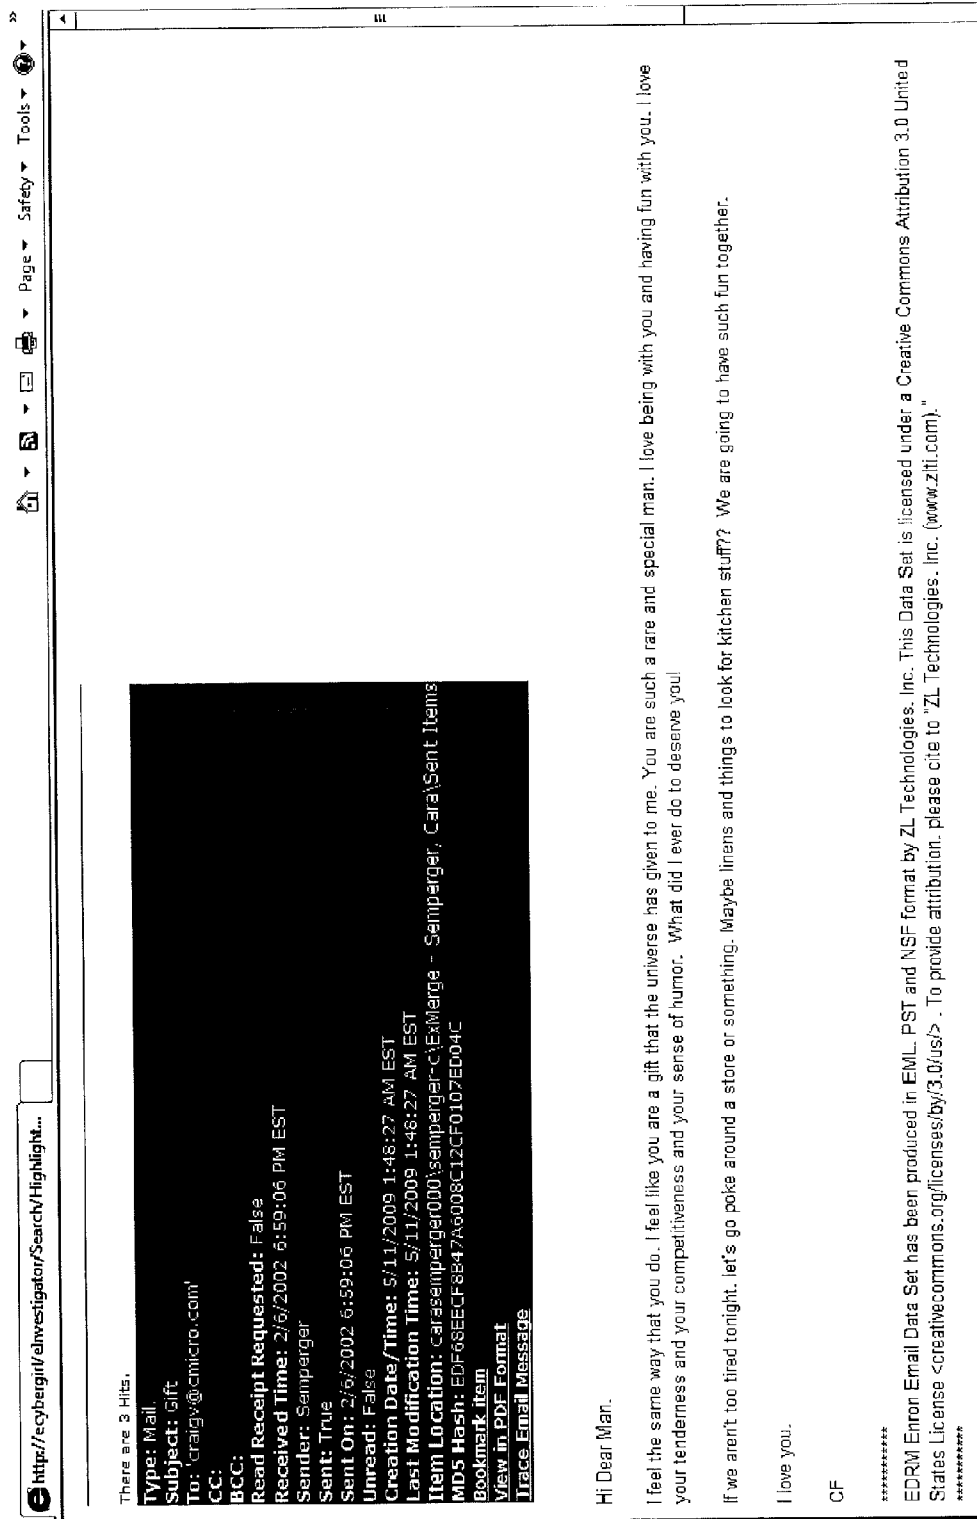 http://ecybergirl/eInvestigator/Search/Highlight...
Page
Safety
Tools
There are 3 Hits.
Type: Mail
Subject: Gift
To: 'craigv@cmicro.com'
CC:
BCC:
Read Receipt Requested: False
Received Time: 2/6/2002 6:59:06 PM EST
Sender: Semperger
Sent: True
Sent On: 2/6/2002 6:59:06 PM EST
Unread: False
Creation Date/Time: 5/11/2009 1:48:27 AM EST
Last Modification Time: 5/11/2009 1:48:27 AM EST
Item Location: carasemperger000\semperger-c\ExMerge - Semperger, Cara\Sent Items
MD5 Hash: EDF68EECF8B47A6008C12CF0107ED04C
Bookmark item
View in PDF Format
Trace Email Message
Hi Dear Man.
I feel the same way that you do. I feel like you are a gift that the universe has given to me. You are such a rare and special man. I love being with you and having fun with you. I love
your tenderness and your competitiveness and your sense of humor. What did I ever do to deserve you!
If we aren't too tired tonight, let's go poke around a store or something. Maybe linens and things to look for kitchen stuff?? We are going to have such fun together.
I love you.
CF
***********
EDRM Enron Email Data Set has been produced in EML, PST and NSF format by ZL Technologies, Inc. This Data Set is licensed under a Creative Commons Attribution 3.0 United
States License <creativecommons.org/licenses/by/3.0/us/> . To provide attribution, please cite to "ZL Technologies, Inc. (www.zlti.com)."
***********